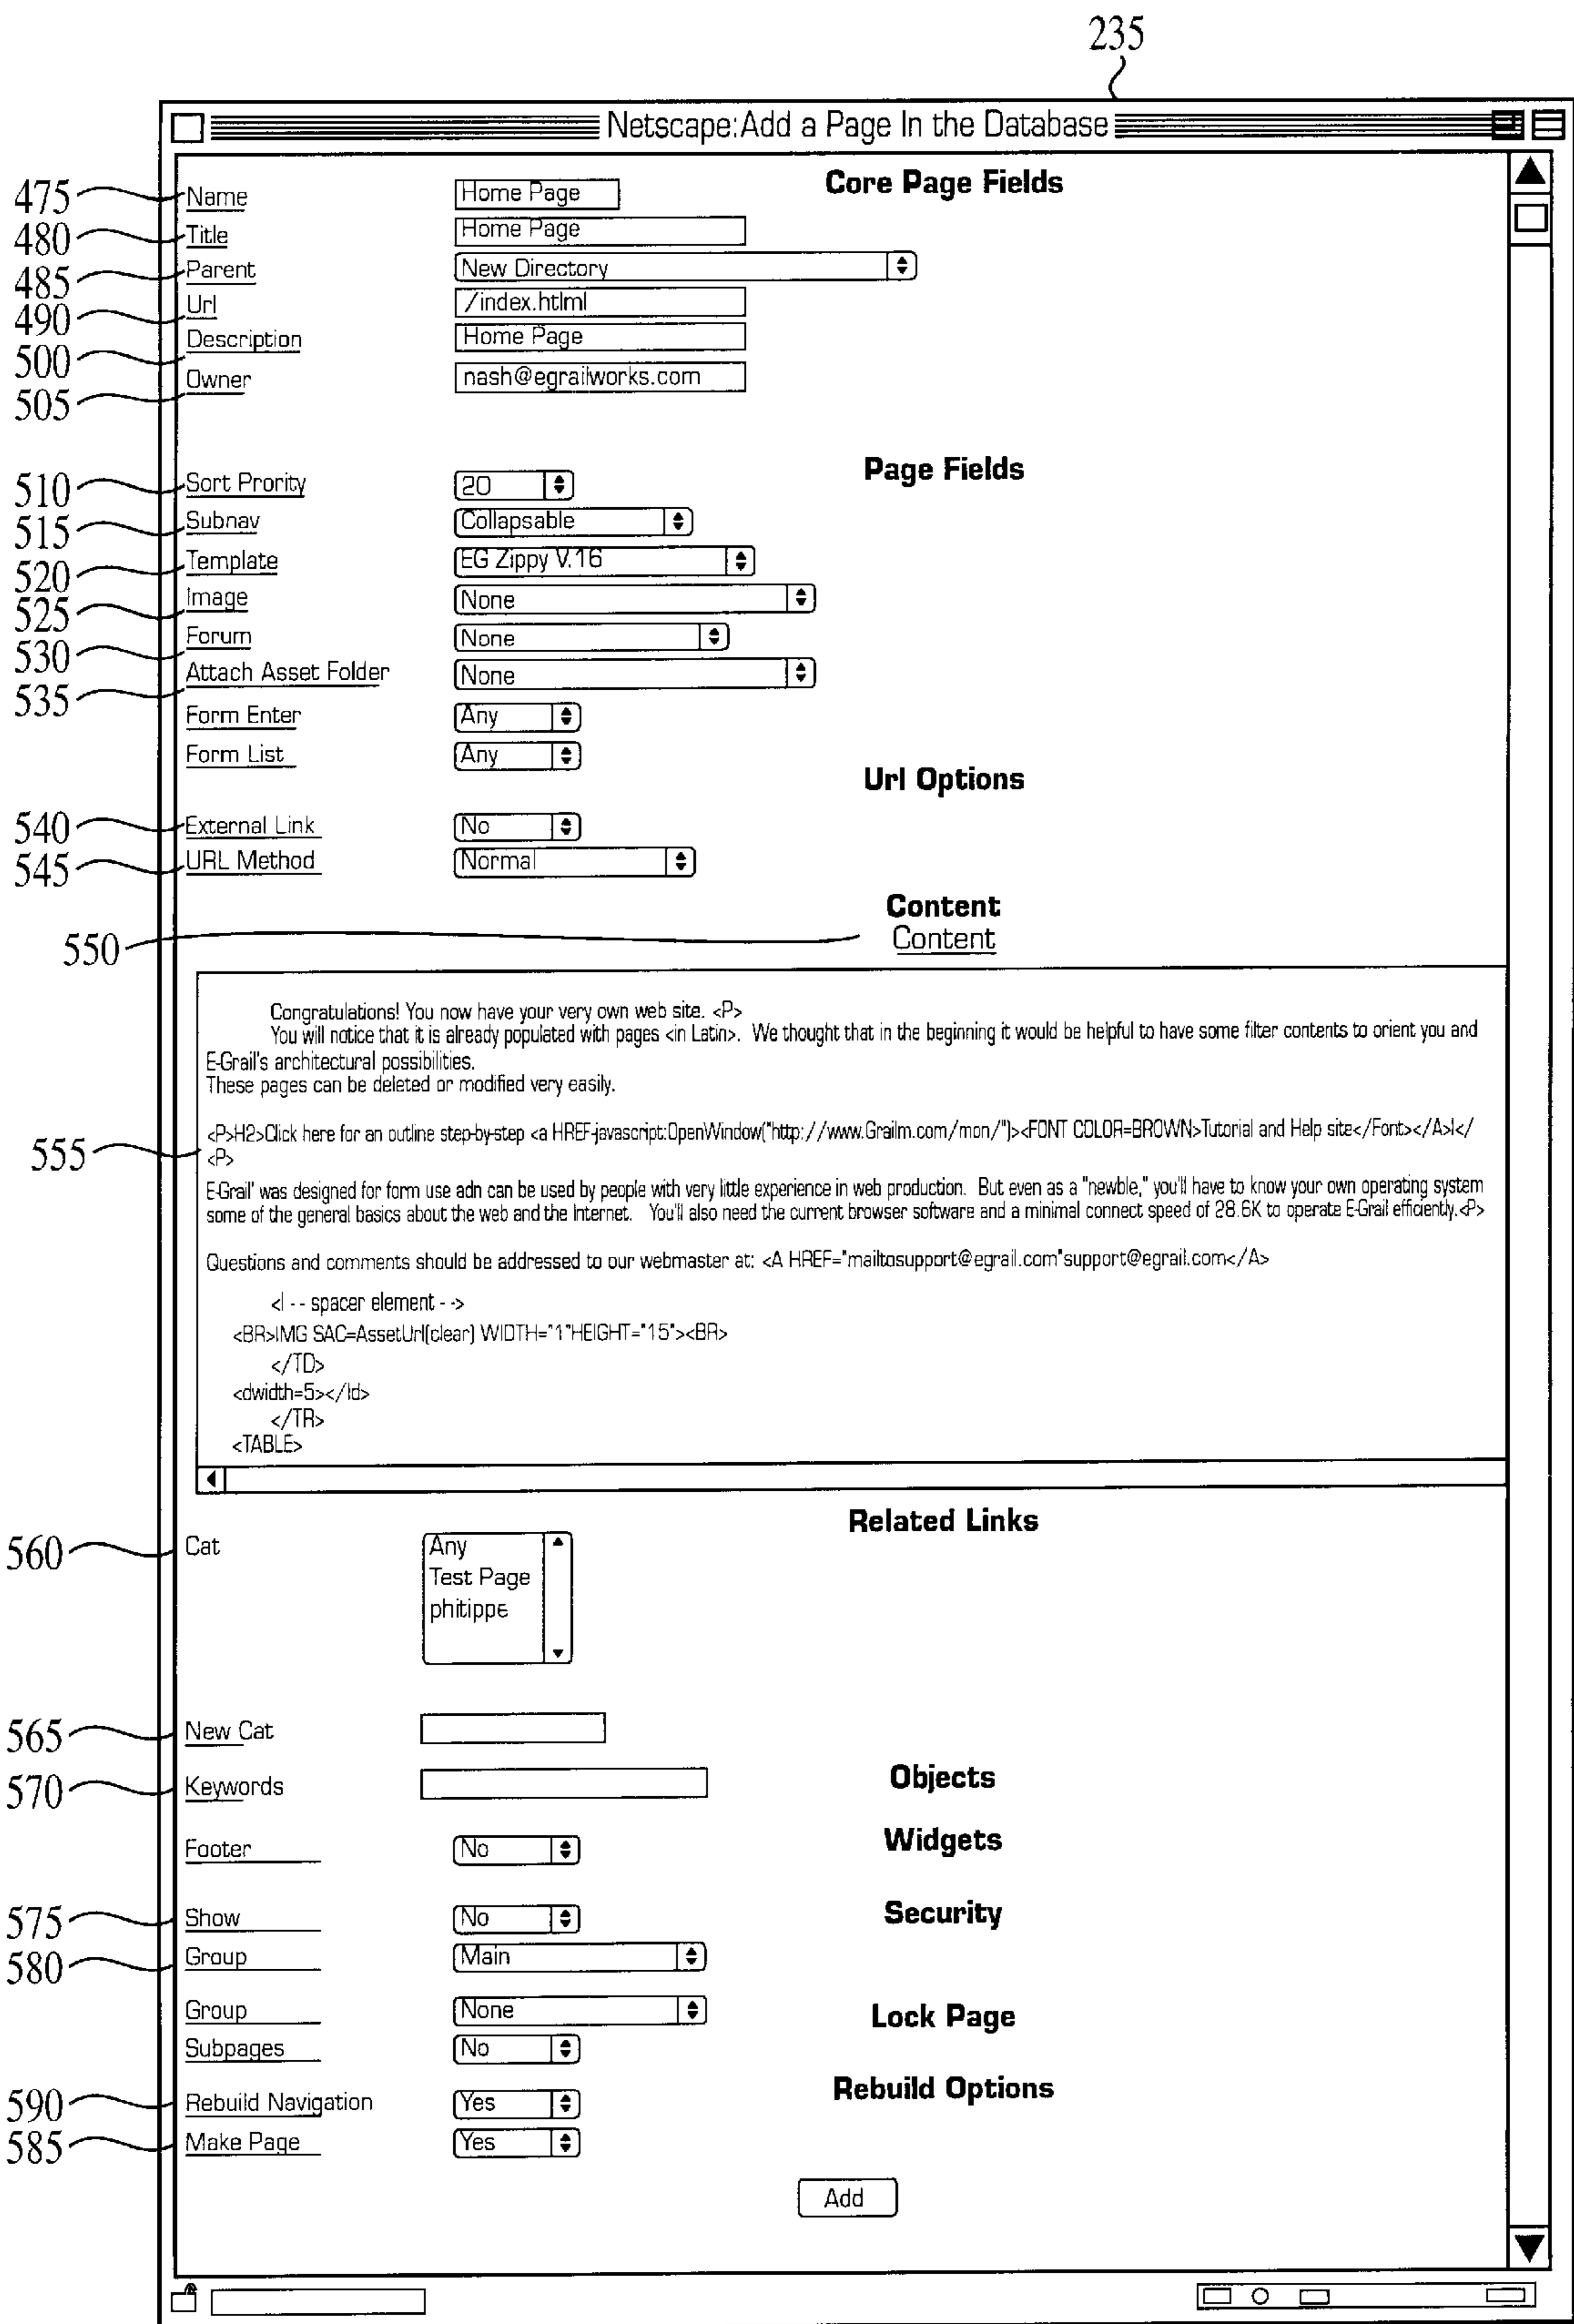 235
Netscape:Add a Page In the Database
Core Page Fields
475 Name Home Page
480 Title Home Page
485 Parent New Directory
490 Url /index.htlml
500 Description Home Page
505 Owner nash@egrailworks.com
Page Fields
510 Sort Prority 20
515 Subnav Collapsable
520 Template EG Zippy V.16
525 Image None
530 Forum None
535 Attach Asset Folder None
Form Enter Any
Form List Any
Url Options
540 External Link No
545 URL Method Normal
Content
550 Content
Congratulations! You now have your very own web site. <P>
You will notice that it is already populated with pages <in Latin>. We thought that in the beginning it would be helpful to have some filter contents to orient you and
E-Grail's architectural possibilities.
These pages can be deleted or modified very easily.
<P>H2>Click here for an outline step-by-step <a HREF-javascript:OpenWindow("http://www.Grailm.com/mon/")><FONT COLOR=BROWN>Tutorial and Help site</Font></A>l</
555 <P>
E-Grail' was designed for form use adn can be used by people with very little experience in web production. But even as a "newble," you'll have to know your own operating system
some of the general basics about the web and the Internet. You'll also need the current browser software and a minimal connect speed of 28.6K to operate E-Grail efficiently.<P>
Questions and comments should be addressed to our webmaster at: <A HREF="mailtosupport@egrail.com"support@egrail.com</A>
<l -- spacer element -->
<BR>IMG SAC=AssetUrl(clear) WIDTH="1"HEIGHT="15"><BR>
</TD>
<dwidth=5></ld>
</TR>
<TABLE>
Related Links
560 Cat Any
Test Page
phitippe
565 New Cat
570 Keywords
Objects
Footer No
Widgets
575 Show No
Security
580 Group Main
Group None
Lock Page
Subpages No
Rebuild Options
590 Rebuild Navigation Yes
585 Make Page Yes
Add